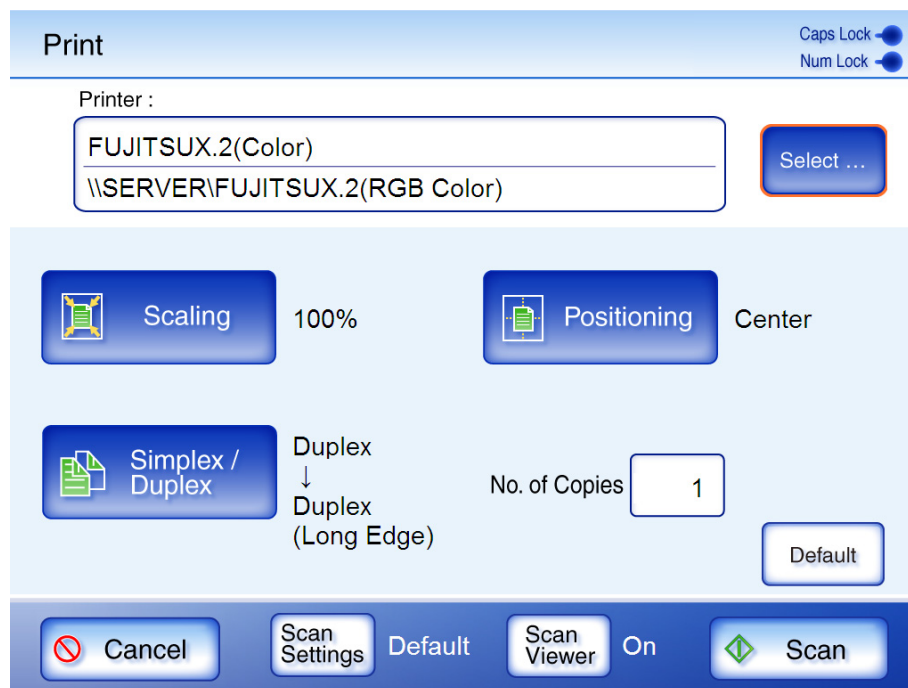 Print
Caps Lock
Num Lock
Printer :
FUJITSUX.2(Color)
\\SERVER\FUJITSUX.2(RGB Color)
Select ...
Scaling
100%
Positioning
Center
Simplex /
Duplex
Duplex
↓
Duplex
(Long Edge)
No. of Copies
1
Default
Cancel
Scan
Settings
Default
Scan
Viewer
On
Scan